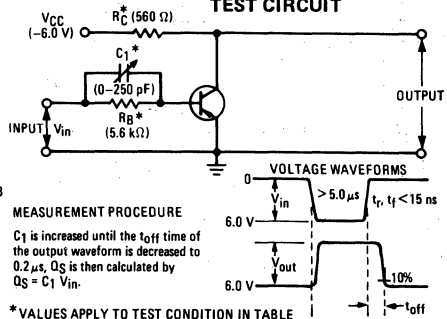 TEST CIRCUIT
VCC
(−6.0 V)
RC* (560 Ω)
C1*
(0−250 pF)
RB*
(5.6 kΩ)
INPUT
Vin
OUTPUT
VOLTAGE WAVEFORMS
0
Vin
> 5.0 µs
tr, tf < 15 ns
6.0 V
Vout
6.0 V
10%
toff
MEASUREMENT PROCEDURE
C1 is increased until the toff time of
the output waveform is decreased to
0.2 µs, QS is then calculated by
QS = C1 Vin.
*VALUES APPLY TO TEST CONDITION IN TABLE